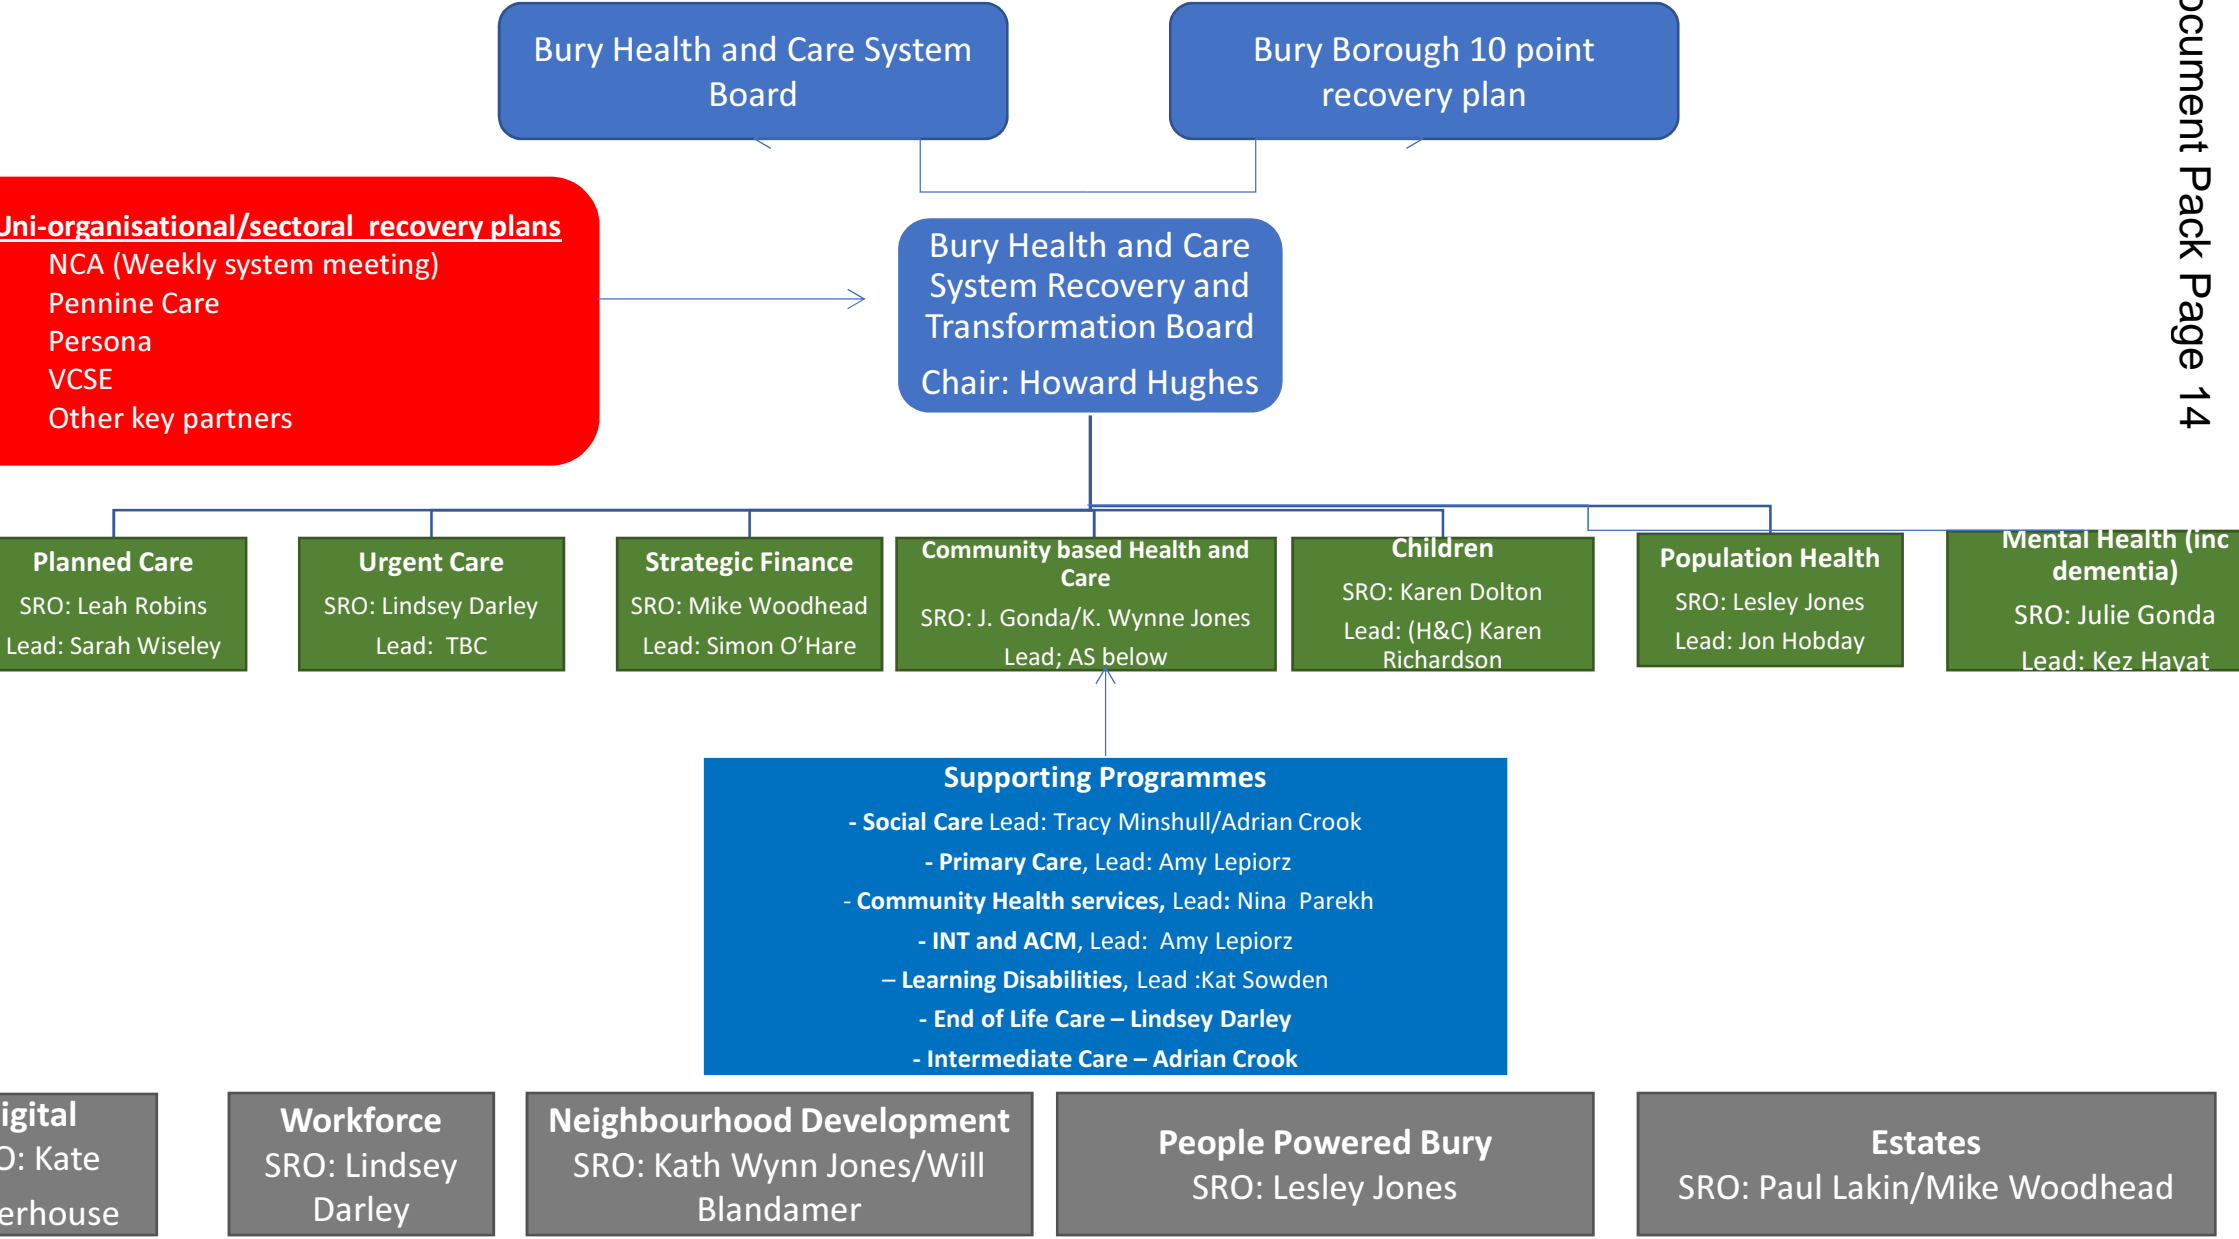 Bury Health and Care System
Board
Bury Borough 10 point
recovery plan
Document Pack Page 14
Uni-organisational/sectoral recovery plans
NCA (Weekly system meeting)
Pennine Care
Persona
VCSE
Other key partners
Bury Health and Care
System Recovery and
Transformation Board
Chair: Howard Hughes
Planned Care
SRO: Leah Robins
Lead: Sarah Wiseley
Urgent Care
SRO: Lindsey Darley
Lead: TBC
Strategic Finance
SRO: Mike Woodhead
Lead: Simon O’Hare
Community based Health and
Care
SRO: J. Gonda/K. Wynne Jones
Lead; AS below
Children
SRO: Karen Dolton
Lead: (H&C) Karen
Richardson
Population Health
SRO: Lesley Jones
Lead: Jon Hobday
Mental Health (inc
dementia)
SRO: Julie Gonda
Lead: Kez Hayat
Supporting Programmes
- Social Care Lead: Tracy Minshull/Adrian Crook
- Primary Care, Lead: Amy Lepiorz
- Community Health services, Lead: Nina Parekh
- INT and ACM, Lead: Amy Lepiorz
– Learning Disabilities, Lead :Kat Sowden
- End of Life Care – Lindsey Darley
- Intermediate Care – Adrian Crook
igital
O: Kate
erhouse
Workforce
SRO: Lindsey
Darley
Neighbourhood Development
SRO: Kath Wynn Jones/Will
Blandamer
People Powered Bury
SRO: Lesley Jones
Estates
SRO: Paul Lakin/Mike Woodhead